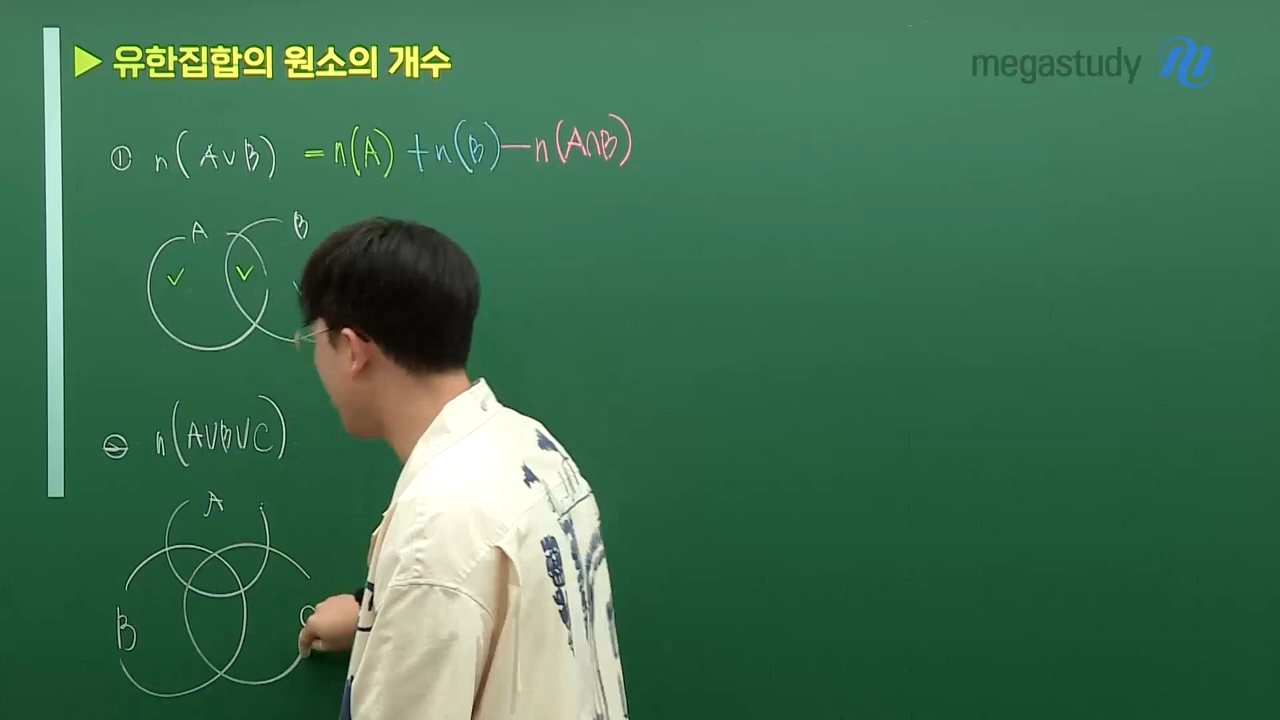 ▶ 유한집합의 원소의 개수
megastudy
① n(A∪B) = n(A) + n(B) - n(A∩B)
A B
② n(A∪B∪C)
A
B C